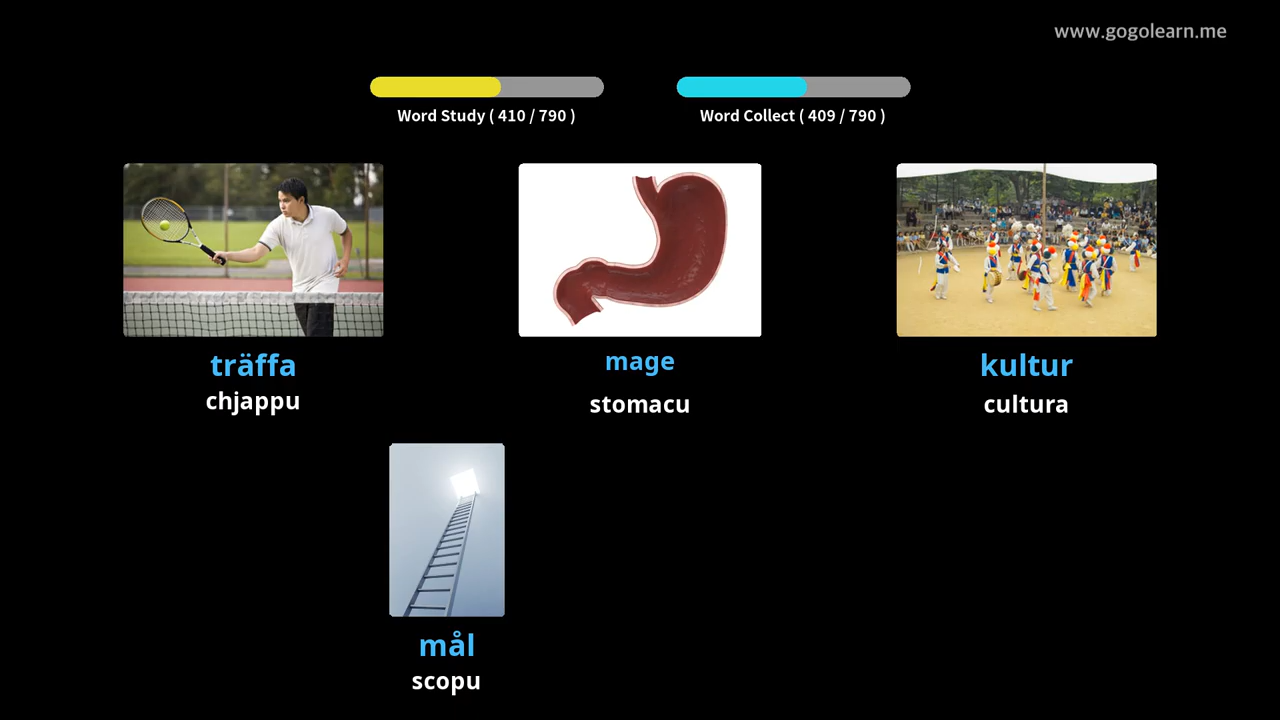 www.gogolearn.me
Word Study ( 410 / 790 )
Word Collect ( 409 / 790 )
träffa
chjappu
mage
stomacu
kultur
cultura
mål
scopu